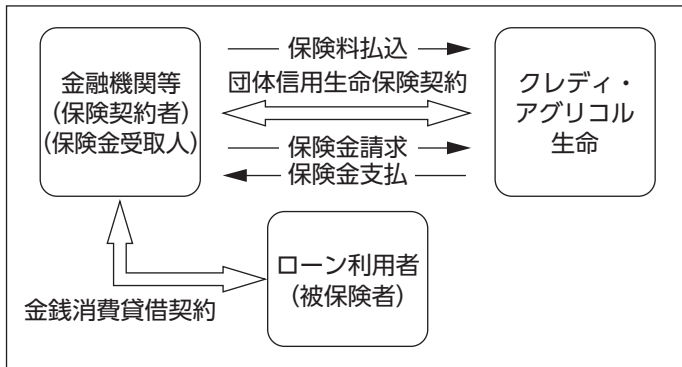 保険料払込
団体信用生命保険契約
金融機関等
(保険契約者)
(保険金受取人)
クレディ・
アグリコル
生命
保険金請求
保険金支払
ローン利用者
(被保険者)
金銭消費貸借契約